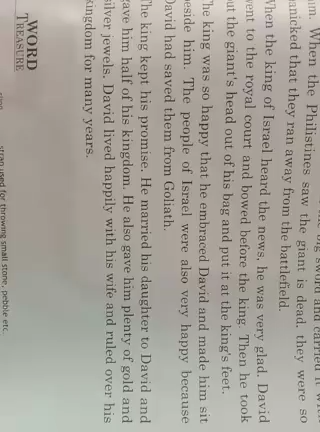 big sword and carried it
him. When the Philistines saw the giant is dead, they were so
panicked that they ran away from the battlefield.
When the king of Israel heard the news, he was very glad. David
went to the royal court and bowed before the king. Then he took
out the giant's head out of his bag and put it at the king's feet.
The king was so happy that he embraced David and made him sit
beside him. The people of Israel were also very happy because
David had saved them from Goliath.
The king kept his promise. He married his daughter to David and
gave him half of his kingdom. He also gave him plenty of gold and
silver jewels. David lived happily with his wife and ruled over his
kingdom for many years.
WORD
TREASURE
used for throwing small stone, pebble etc.